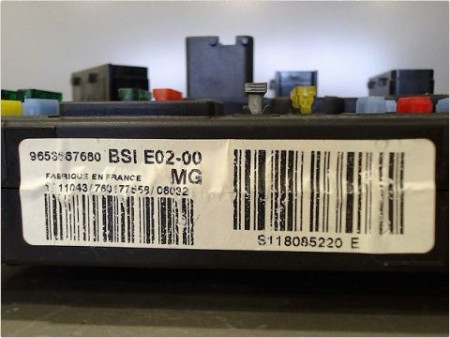 9653667680 BSI E02-00
FABRIQUE EN FRANCE MG
S118085220 E